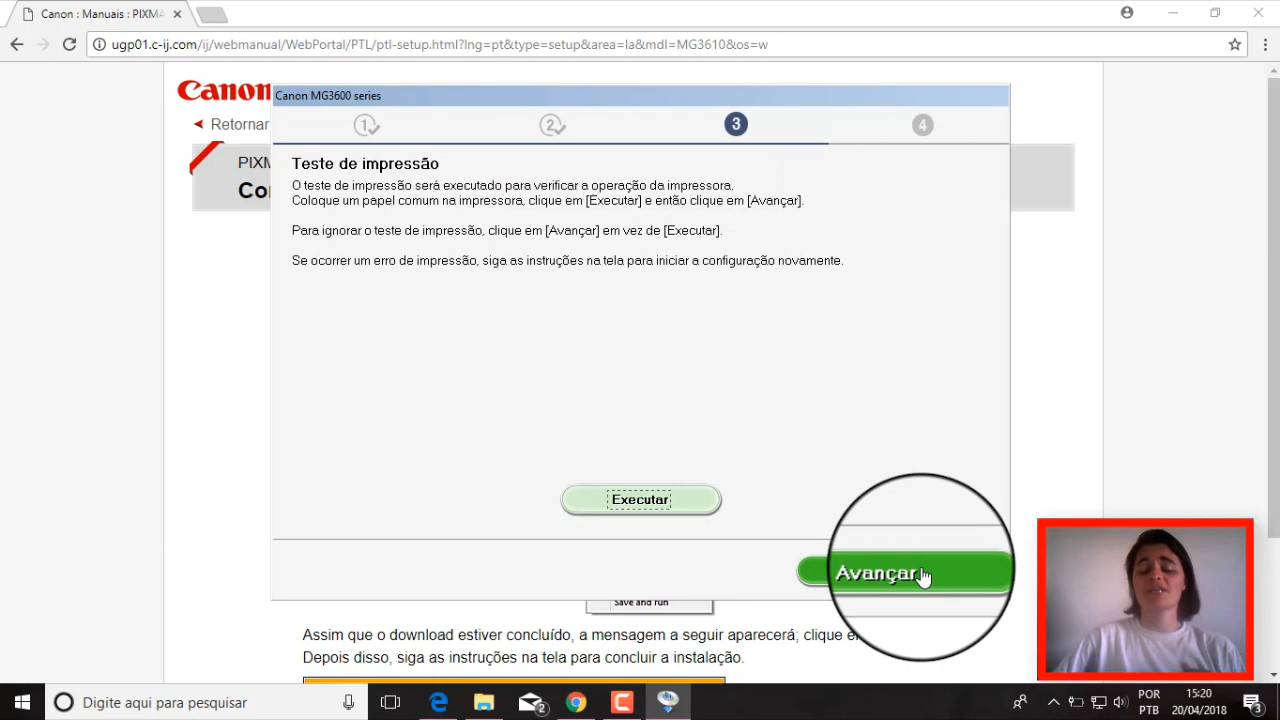 Canon : Manuais : PIXMA
ugp01.c-ij.com/ij/webmanual/WebPortal/PTL/ptl-setup.html?lng=pt&type=setup&area=la&mdl=MG3610&os=w
Canon
Retornar
PIXM
Co
Canon MG3600 series
1
2
3
4
Teste de impressão
O teste de impressão será executado para verificar a operação da impressora.
Coloque um papel comum na impressora, clique em [Executar] e então clique em [Avançar].
Para ignorar o teste de impressão, clique em [Avançar] em vez de [Executar].
Se ocorrer um erro de impressão, siga as instruções na tela para iniciar a configuração novamente.
Executar
Avançar
Save and run
Assim que o download estiver concluído, a mensagem a seguir aparecerá; clique e
Depois disso, siga as instruções na tela para concluir a instalação.
Digite aqui para pesquisar
2
POR
PTB
15:20
20/04/2018
3